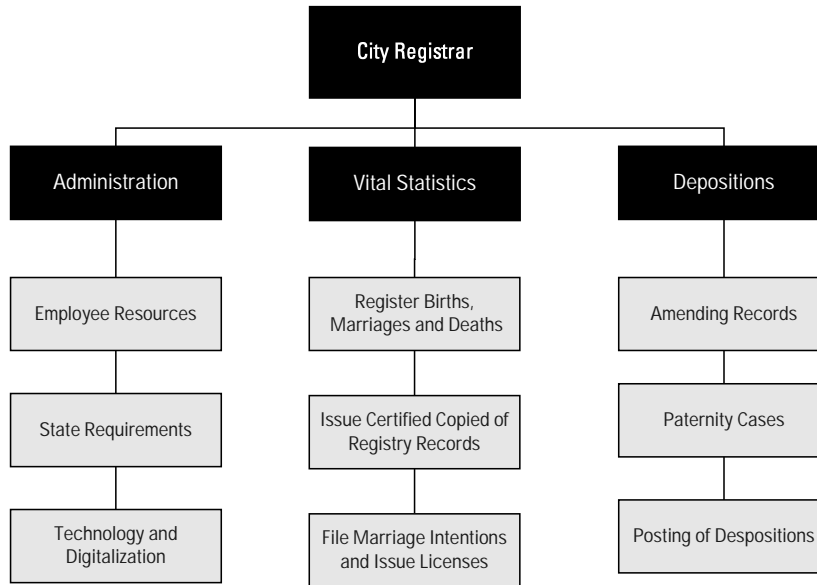 City Registrar
Administration
Vital Statistics
Depositions
Employee Resources
Register Births,
Marriages and Deaths
Amending Records
State Requirements
Issue Certified Copied of
Registry Records
Paternity Cases
Technology and
Digitalization
File Marriage Intentions
and Issue Licenses
Posting of Despositions